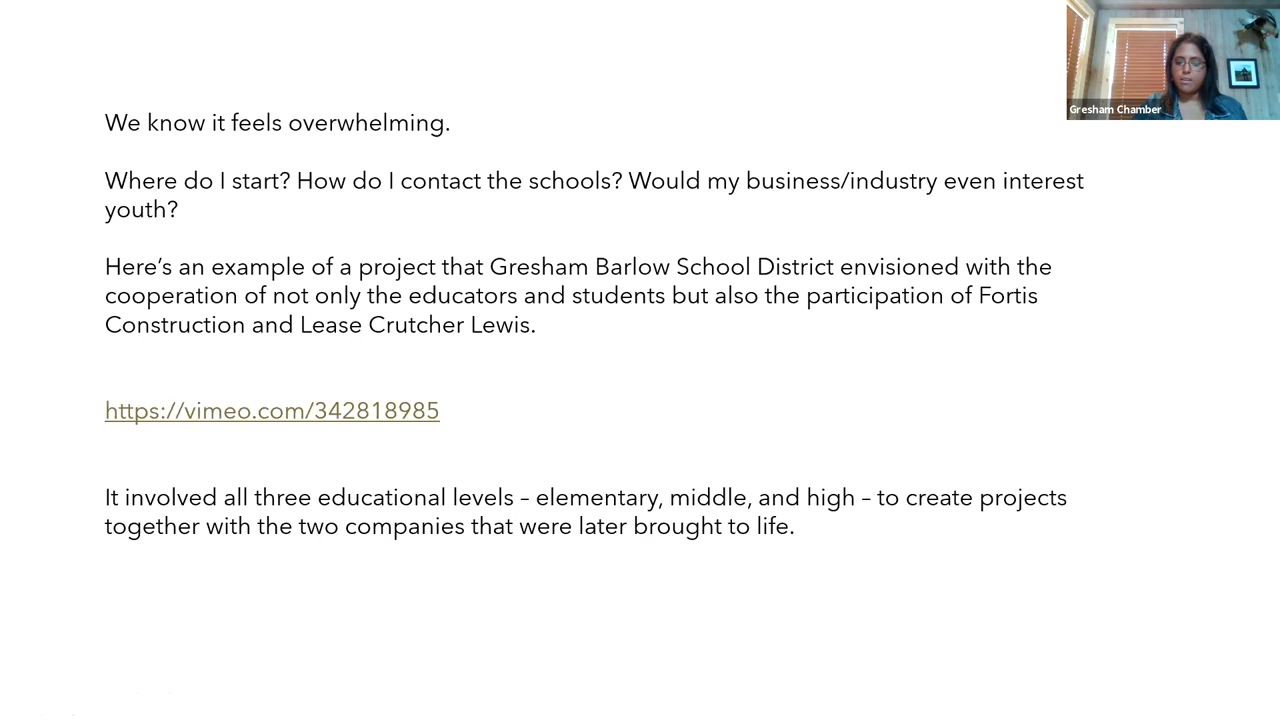 We know it feels overwhelming.
Where do I start? How do I contact the schools? Would my business/industry even interest
youth?
Here's an example of a project that Gresham Barlow School District envisioned with the
cooperation of not only the educators and students but also the participation of Fortis
Construction and Lease Crutcher Lewis.
https://vimeo.com/342818985
It involved all three educational levels – elementary, middle, and high – to create projects
together with the two companies that were later brought to life.
Gresham Chamber